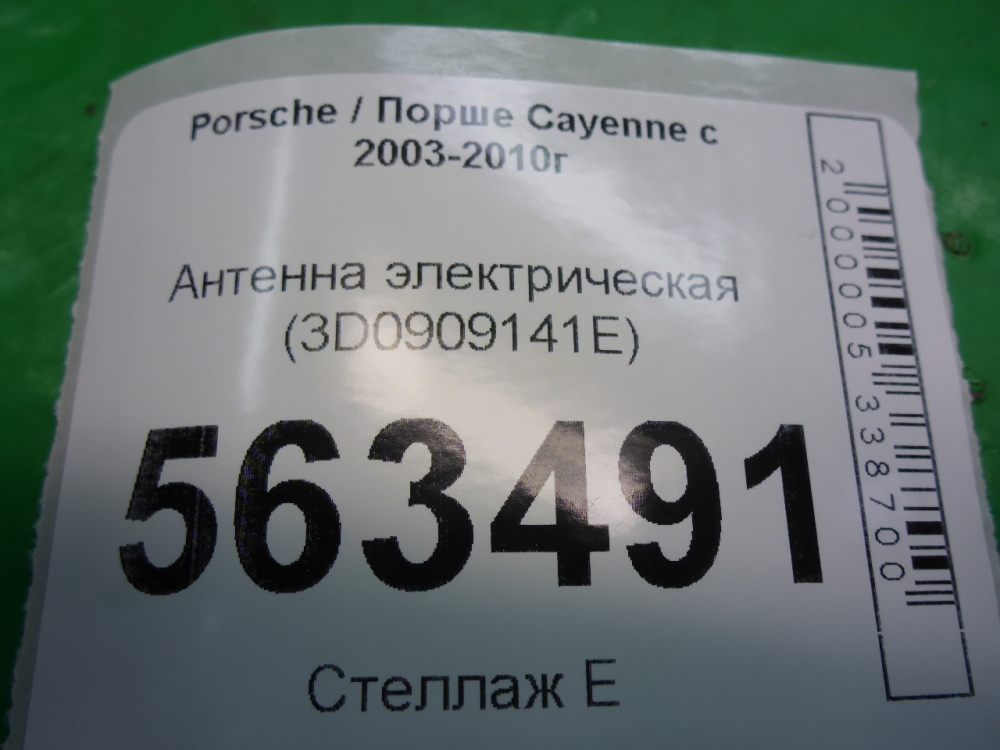 Porsche / Порше Cayenne с
2003-2010г
Антенна электрическая
(3D0909141E)
563491
Стеллаж Е
2000005338700